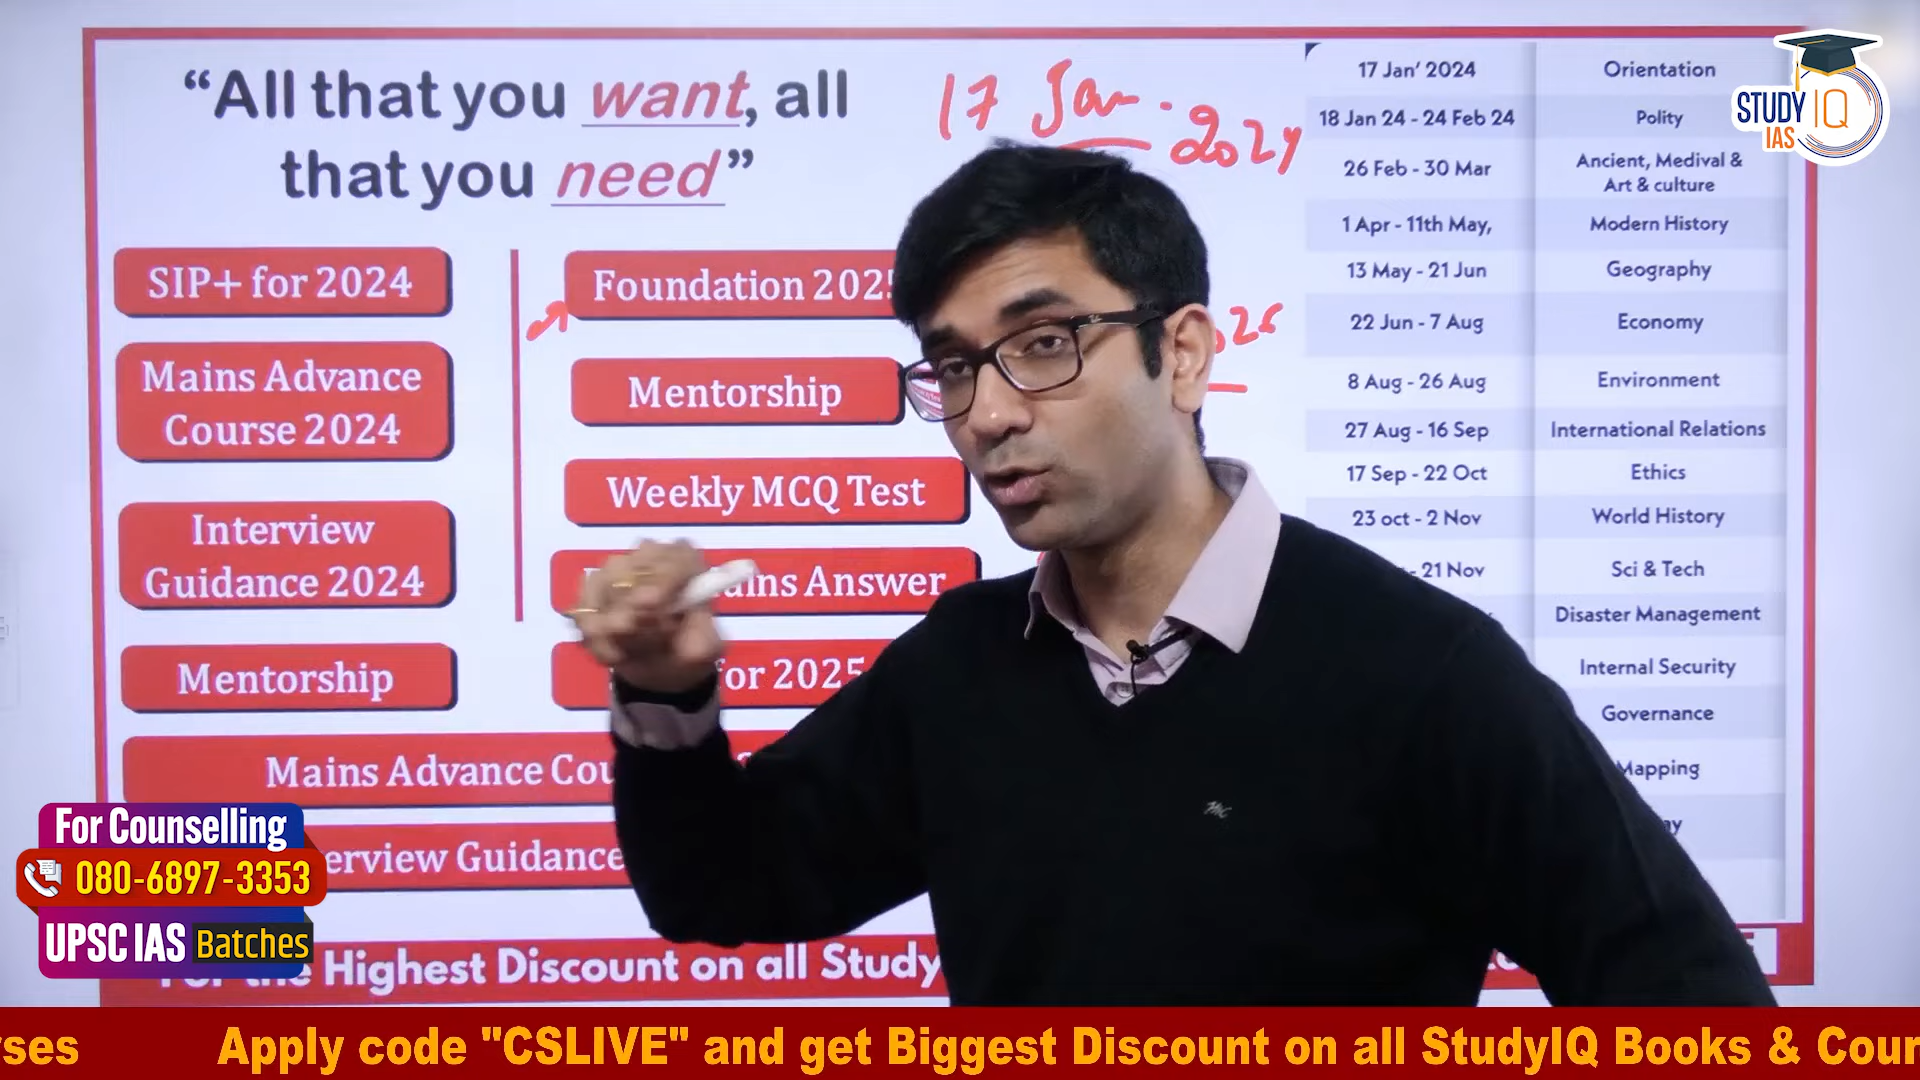 “All that you want, all
that you need”
17 Jan. 2024
SIP+ for 2024
Mains Advance
Course 2024
Interview
Guidance 2024
Mentorship
Foundation 202
Mentorship
Weekly MCQ Test
ains Answer
for 2025
Mains Advance Cou
erview Guidance
17 Jan’ 2024 Orientation
18 Jan 24 - 24 Feb 24 Polity
26 Feb - 30 Mar Ancient, Medival &
Art & culture
1 Apr - 11th May, Modern History
13 May - 21 Jun Geography
22 Jun - 7 Aug Economy
8 Aug - 26 Aug Environment
27 Aug - 16 Sep International Relations
17 Sep - 22 Oct Ethics
23 oct - 2 Nov World History
- 21 Nov Sci & Tech
Disaster Management
Internal Security
Governance
Mapping
STUDY IQ
IAS
For Counselling
080-6897-3353
UPSC IAS Batches
the Highest Discount on all Study
rses Apply code "CSLIVE" and get Biggest Discount on all StudyIQ Books & Cour